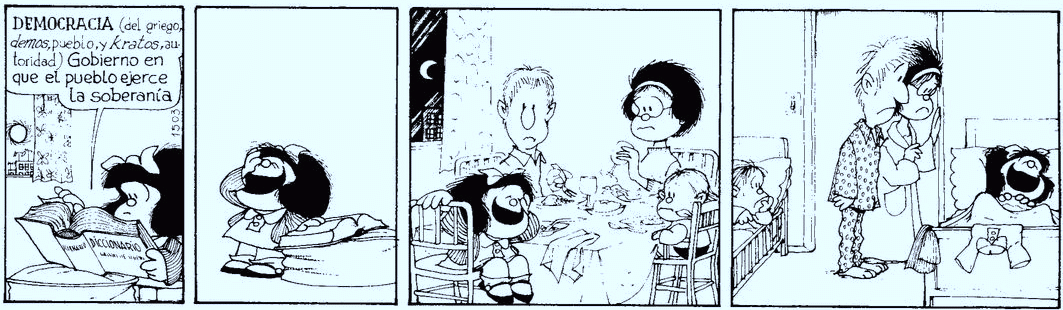 DEMOCRACIA (del griego,
demos, pueblo, y kratos, au-
toridad) Gobierno en
que el pueblo ejerce
la soberanía
1503
DICCIONARIO